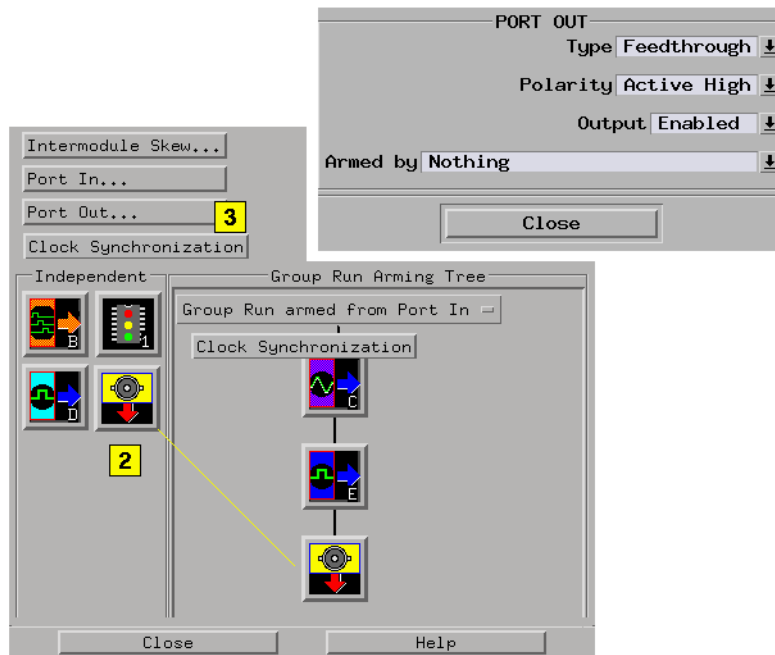 PORT OUT
Type Feedthrough
Polarity Active High
Output Enabled
Armed by Nothing
Close
Intermodule Skew...
Port In...
Port Out...
3
Clock Synchronization
Independent
Group Run Arming Tree
Group Run armed from Port In
Clock Synchronization
B
1
C
D
2
E
Close
Help